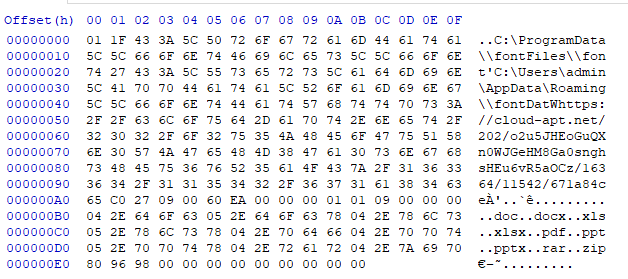 Offset(h) 00 01 02 03 04 05 06 07 08 09 0A 0B 0C 0D 0E 0F
00000000 01 1F 43 3A 5C 50 72 6F 67 72 61 6D 44 61 74 61 ..C:\ProgramData
00000010 5C 5C 66 6F 6E 74 46 69 6C 65 73 5C 5C 66 6F 6E \\fontFiles\\fon
00000020 74 27 43 3A 5C 55 73 65 72 73 5C 61 64 6D 69 6E t'C:\Users\admin
00000030 5C 41 70 70 44 61 74 61 5C 52 6F 61 6D 69 6E 67 \AppData\Roaming
00000040 5C 5C 66 6F 6E 74 44 61 74 57 68 74 74 70 73 3A \\fontDatWhttps:
00000050 2F 2F 63 6C 6F 75 64 2D 61 70 74 2E 6E 65 74 2F //cloud-apt.net/
00000060 32 30 32 2F 6F 32 75 35 4A 48 45 6F 47 75 51 58 202/o2u5JHEoGuQX
00000070 6E 30 57 4A 47 65 48 4D 38 47 61 30 73 6E 67 68 n0WJGeHM8Ga0sngh
00000080 73 48 45 75 36 76 52 35 61 4F 43 7A 2F 31 36 33 sHEu6vR5aOCz/163
00000090 36 34 2F 31 31 35 34 32 2F 36 37 31 61 38 34 63 64/11542/671a84c
000000A0 65 C0 27 09 00 60 EA 00 00 00 00 01 01 09 00 00 eÀ'..`ê.........
000000B0 04 2E 64 6F 63 05 2E 64 6F 63 78 04 2E 78 6C 73 ..doc..docx..xls
000000C0 05 2E 78 6C 73 78 04 2E 70 64 66 04 2E 70 70 74 ..xlsx..pdf..ppt
000000D0 05 2E 70 70 74 78 04 2E 72 61 72 04 2E 7A 69 70 ..pptx..rar..zip
000000E0 80 96 98 00 00 00 00 00 00 00 00 00 00 €–˜..........